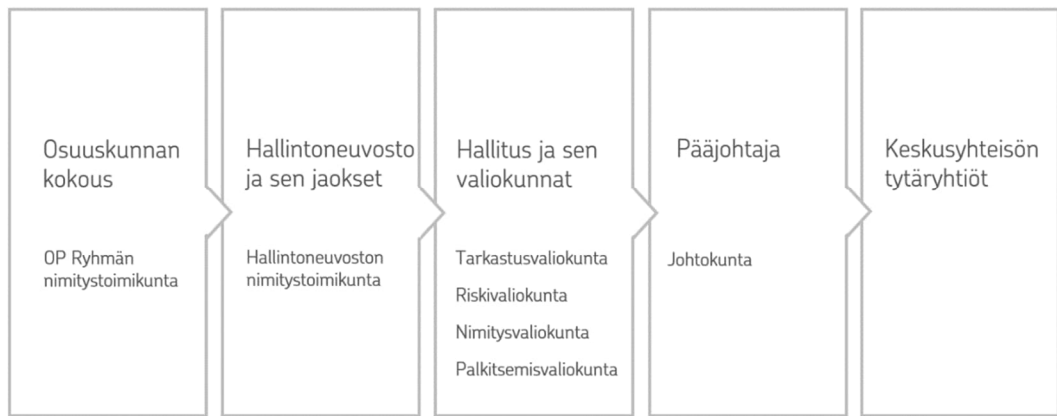 Osuuskunnan
kokous
OP Ryhmän
nimitystoimikunta
Hallintoneuvosto
ja sen jaokset
Hallintoneuvoston
nimitystoimikunta
Hallitus ja sen
valiokunnat
Tarkastusvaliokunta
Riskivaliokunta
Nimitysvaliokunta
Palkitsemisvaliokunta
Pääjohtaja
Johtokunta
Keskusyhteisön
tytäryhtiöt